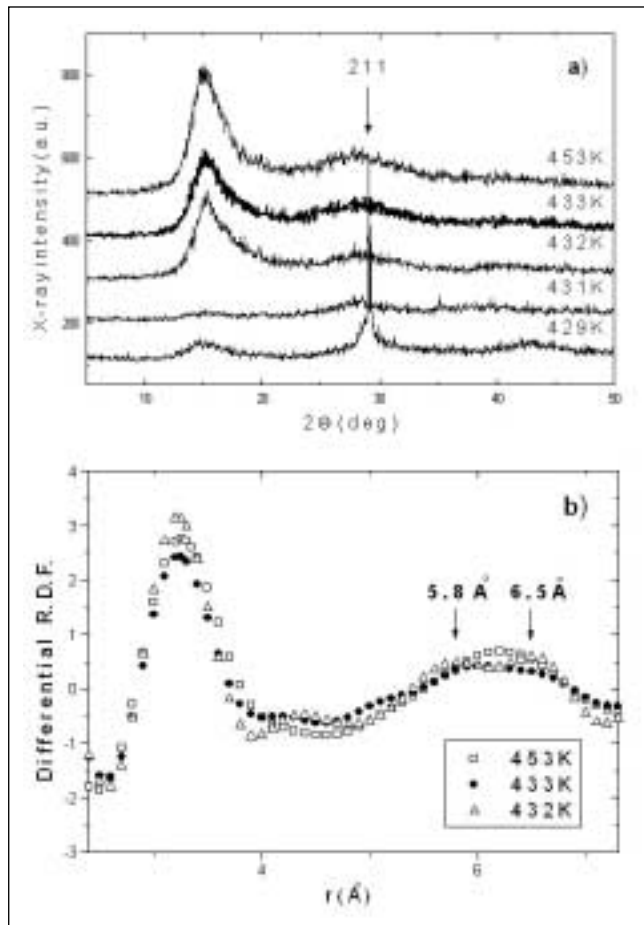 a)
211
X-ray intensity (a.u.)
800
600
400
200
453K
433K
432K
431K
429K
10 20 30 40 50
2Θ(deg)
b)
Differential R.D.F.
4
3
2
1
0
-1
-2
-3
5.8 Å 6.5Å
453K
433K
432K
4 6
r(Å)